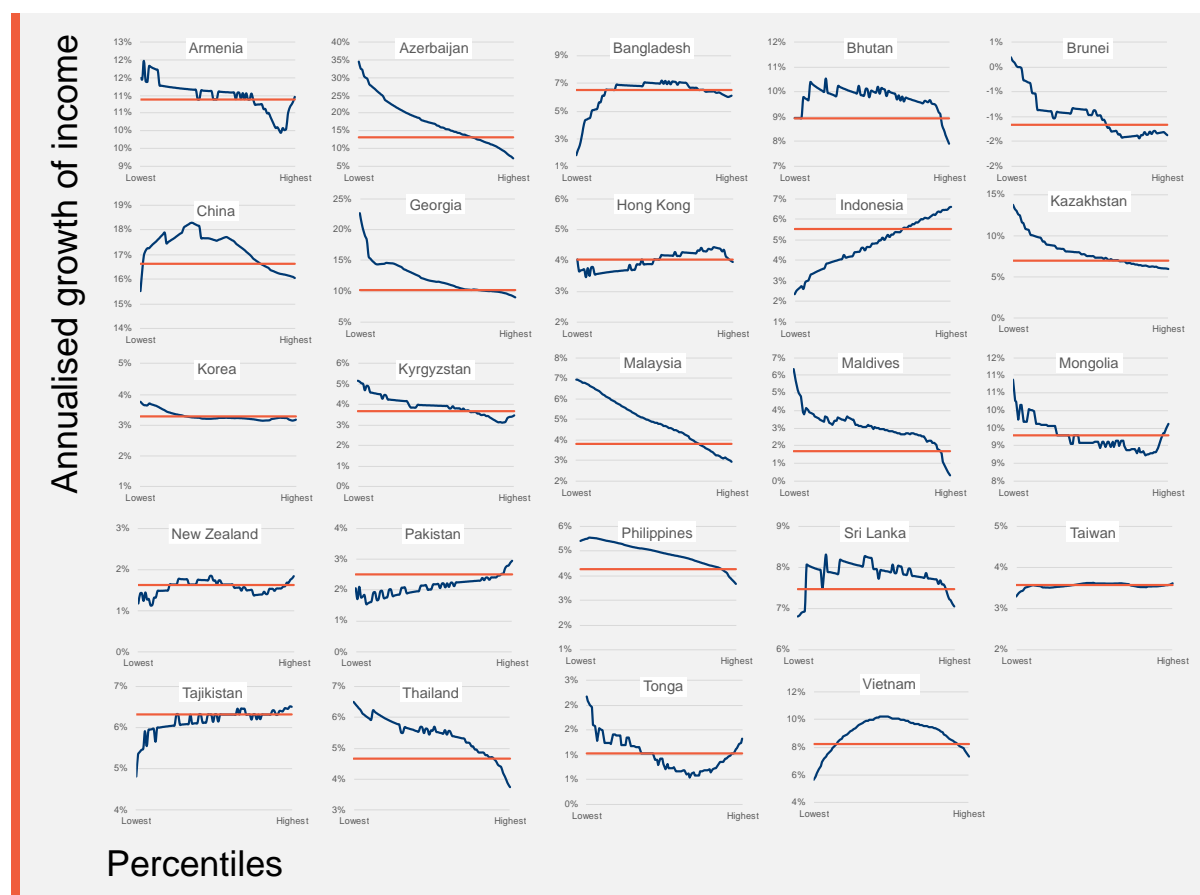 Annualised growth of income
Armenia
13%
12%
12%
11%
11%
10%
10%
9%
Lowest Highest
Azerbaijan
40%
35%
30%
25%
20%
15%
10%
5%
Lowest Highest
Bangladesh
9%
7%
6%
4%
3%
1%
Lowest Highest
Bhutan
12%
11%
10%
9%
8%
7%
Lowest Highest
Brunei
1%
0%
0%
-1%
-1%
-2%
Lowest Highest
China
19%
18%
17%
16%
15%
14%
Georgia
25%
20%
15%
10%
5%
Lowest Highest
Hong Kong
6%
5%
4%
3%
2%
Lowest Highest
Indonesia
7%
6%
5%
4%
3%
2%
1%
Lowest Highest
Kazakhstan
15%
10%
5%
0%
Lowest Highest
Korea
5%
4%
3%
2%
1%
Lowest Highest
Kyrgyzstan
6%
5%
4%
3%
2%
1%
0%
Lowest Highest
Malaysia
8%
7%
6%
5%
4%
3%
2%
Lowest Highest
Maldives
7%
6%
5%
4%
3%
2%
1%
0%
Lowest Highest
Mongolia
12%
11%
11%
10%
10%
9%
9%
8%
Lowest Highest
New Zealand
3%
2%
1%
0%
Lowest Highest
Pakistan
4%
3%
2%
1%
0%
Lowest Highest
Philippines
6%
5%
4%
3%
2%
1%
Lowest Highest
Sri Lanka
9%
8%
7%
6%
Lowest Highest
Taiwan
5%
4%
3%
2%
Lowest Highest
Tajikistan
7%
6%
5%
4%
Lowest Highest
Thailand
7%
6%
5%
4%
3%
Lowest Highest
Tonga
3%
2%
2%
1%
1%
0%
Lowest Highest
Vietnam
12%
10%
8%
6%
4%
Lowest Highest
Percentiles